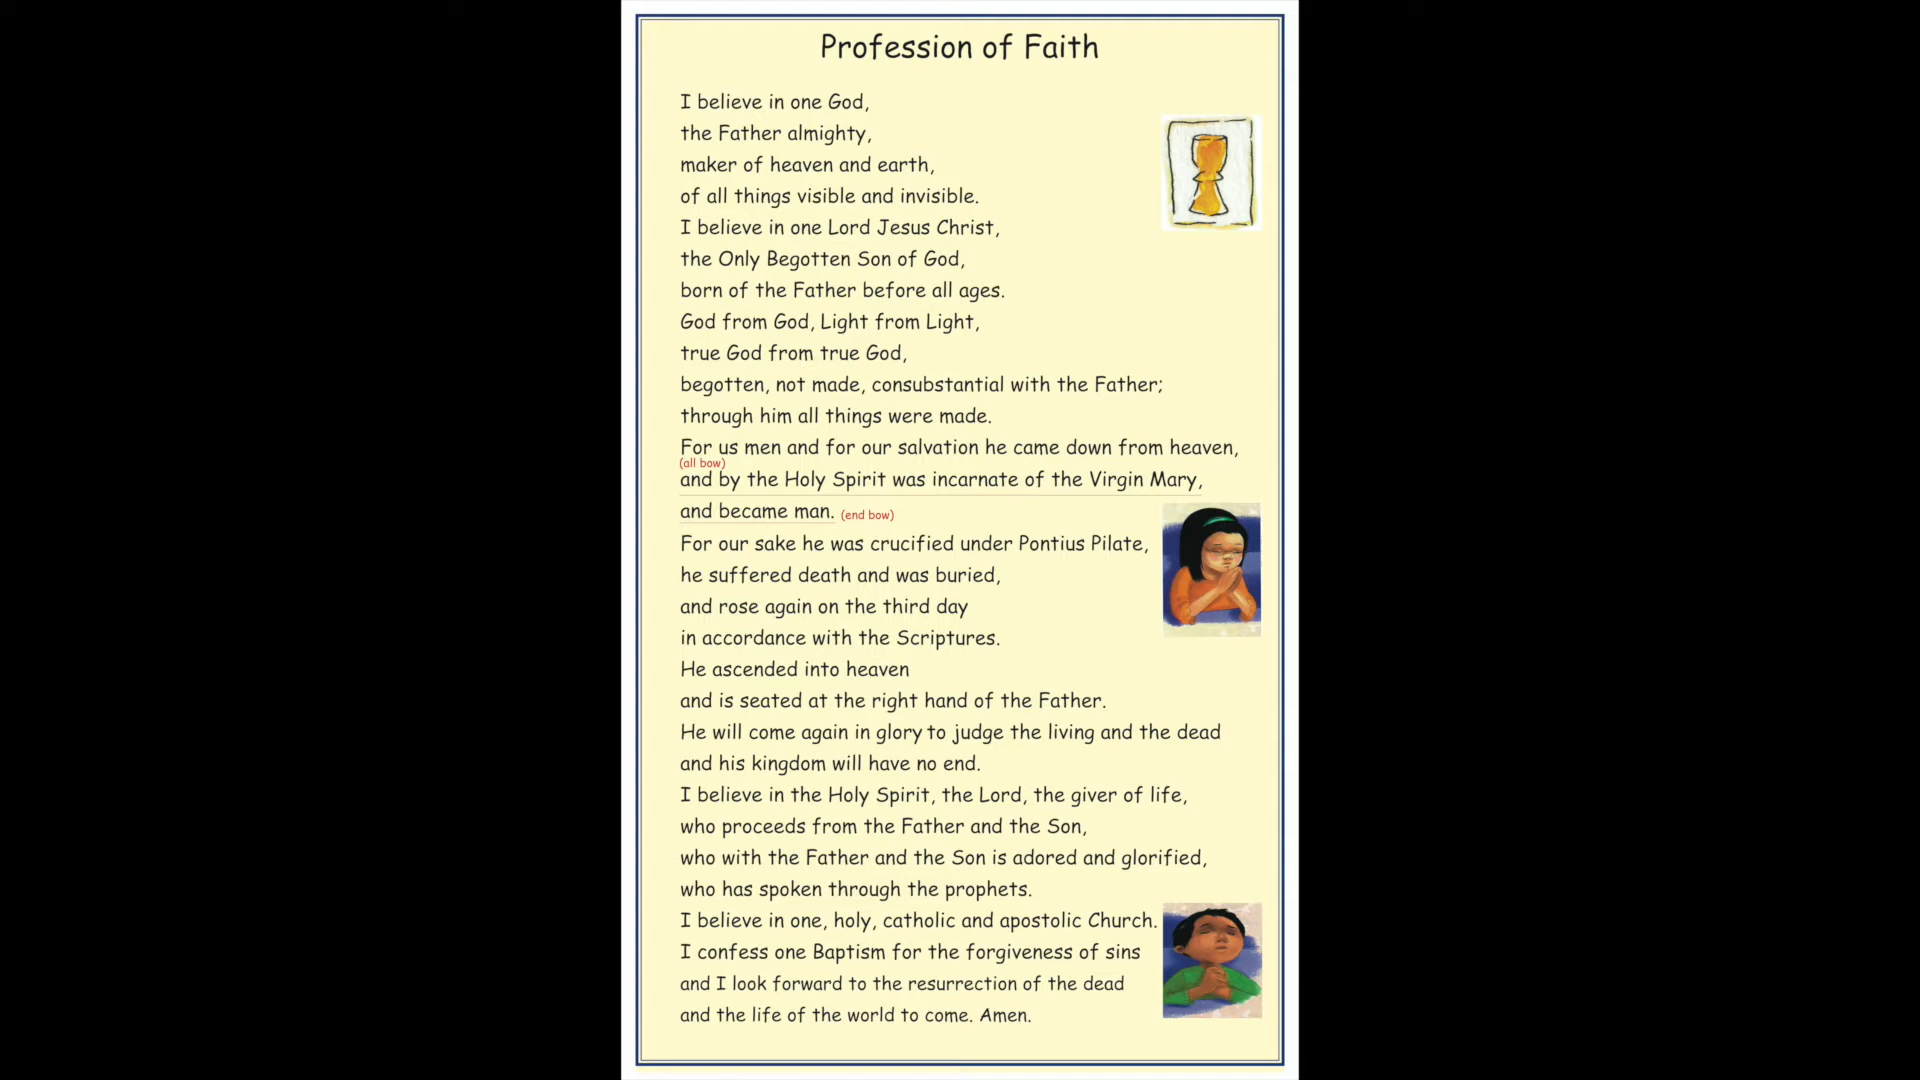 Profession of Faith
I believe in one God,
the Father almighty,
maker of heaven and earth,
of all things visible and invisible.
I believe in one Lord Jesus Christ,
the Only Begotten Son of God,
born of the Father before all ages.
God from God, Light from Light,
true God from true God,
begotten, not made, consubstantial with the Father;
through him all things were made.
For us men and for our salvation he came down from heaven,
(all bow)
and by the Holy Spirit was incarnate of the Virgin Mary,
and became man. (end bow)
For our sake he was crucified under Pontius Pilate,
he suffered death and was buried,
and rose again on the third day
in accordance with the Scriptures.
He ascended into heaven
and is seated at the right hand of the Father.
He will come again in glory to judge the living and the dead
and his kingdom will have no end.
I believe in the Holy Spirit, the Lord, the giver of life,
who proceeds from the Father and the Son,
who with the Father and the Son is adored and glorified,
who has spoken through the prophets.
I believe in one, holy, catholic and apostolic Church.
I confess one Baptism for the forgiveness of sins
and I look forward to the resurrection of the dead
and the life of the world to come. Amen.